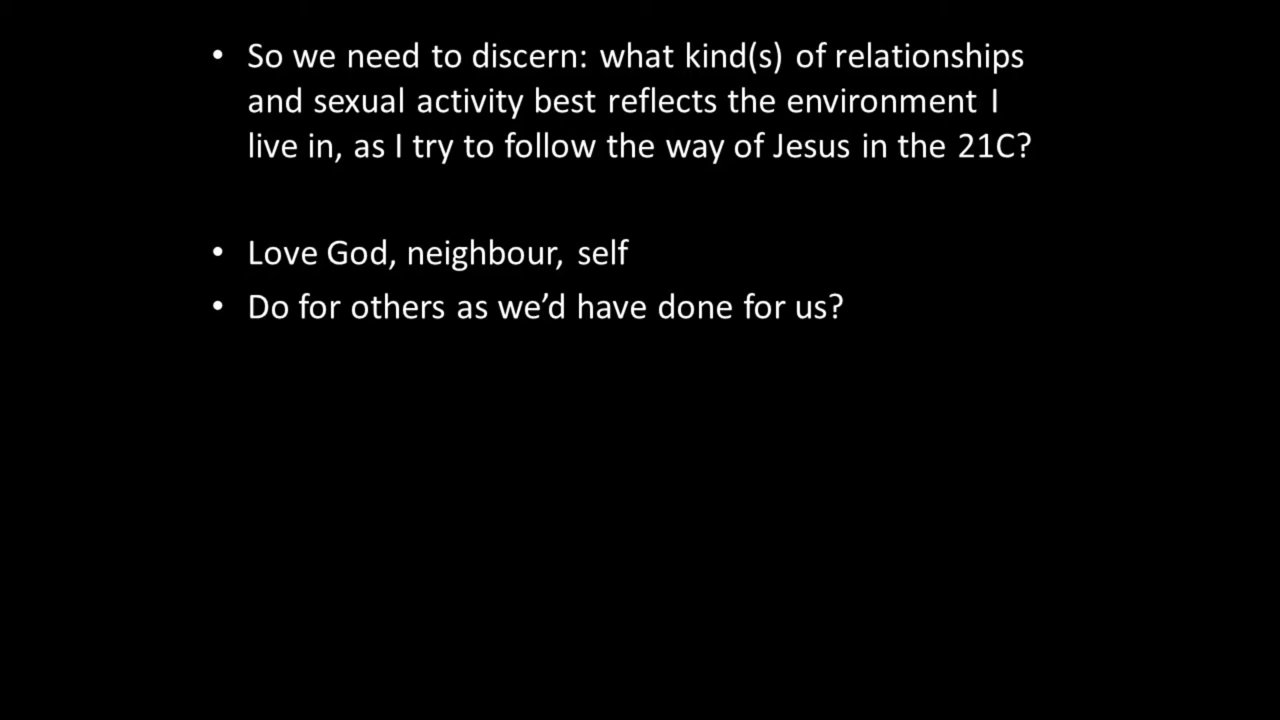 • So we need to discern: what kind(s) of relationships
and sexual activity best reflects the environment I
live in, as I try to follow the way of Jesus in the 21C?
• Love God, neighbour, self
• Do for others as we’d have done for us?